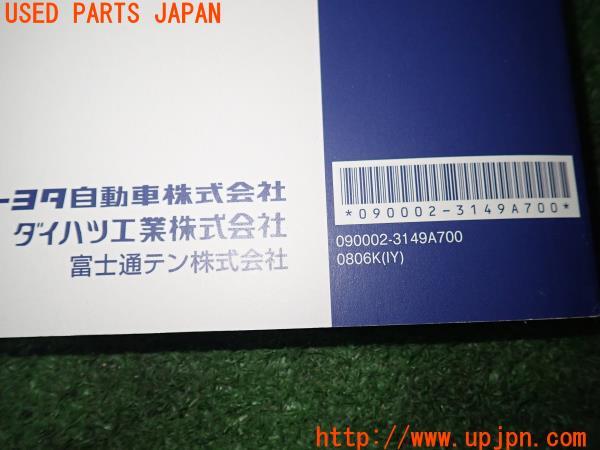 USED PARTS JAPAN
ーヨタ自動車株式会社
ダイハツ工業株式会社
富士通テン株式会社
*090002-3149A700*
090002-3149A700
0806K(IY)
http://www.upjpn.com